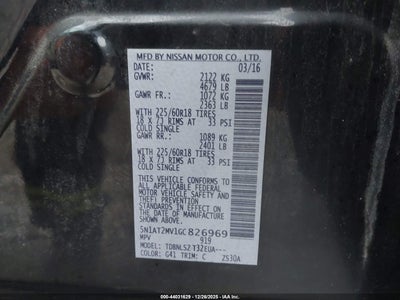 MFD BY NISSAN MOTOR CO., LTD.
03/16
GVWR: 2122 KG
4679 LB
GAWR FR.: 1072 KG
2363 LB
WITH 225/60R18 TIRES
18 X 7J RIMS AT 33 PSI
COLD SINGLE
GAWR RR.: 1089 KG
2401 LB
WITH 225/60R18 TIRES
18 X 7J RIMS AT 33 PSI
COLD SINGLE
THIS VEHICLE CONFORMS TO ALL
APPLICABLE FEDERAL MOTOR
VEHICLE SAFETY AND
THEFT PREVENTION STANDARDS
IN EFFECT ON THE DATE OF
MANUFACTURE SHOWN ABOVE.
5N1AT2MV1GC826969
MPV 919
MODEL:
COLOR: G41 TRIM: C ZS30A
000 - 44031629 - 12/26/2025 - IAA